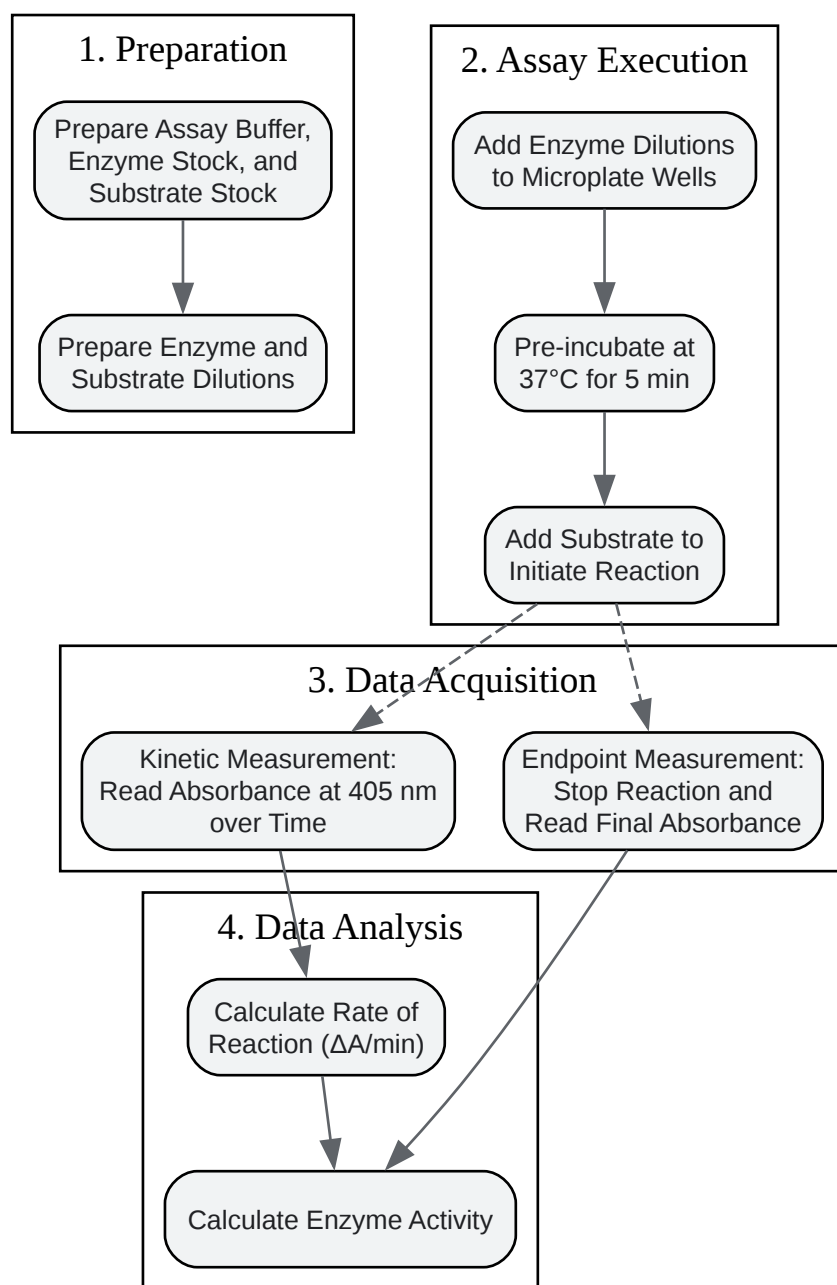 1. Preparation
Prepare Assay Buffer,
Enzyme Stock, and
Substrate Stock
Prepare Enzyme and
Substrate Dilutions
2. Assay Execution
Add Enzyme Dilutions
to Microplate Wells
Pre-incubate at
37°C for 5 min
Add Substrate to
Initiate Reaction
3. Data Acquisition
Kinetic Measurement:
Read Absorbance at 405 nm
over Time
Endpoint Measurement:
Stop Reaction and
Read Final Absorbance
4. Data Analysis
Calculate Rate of
Reaction (ΔA/min)
Calculate Enzyme Activity